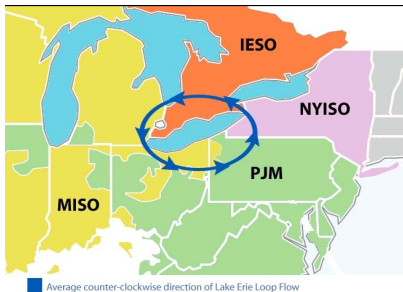 IESO
NYISO
PJM
MISO
Average counter-clockwise direction of Lake Erie Loop Flow